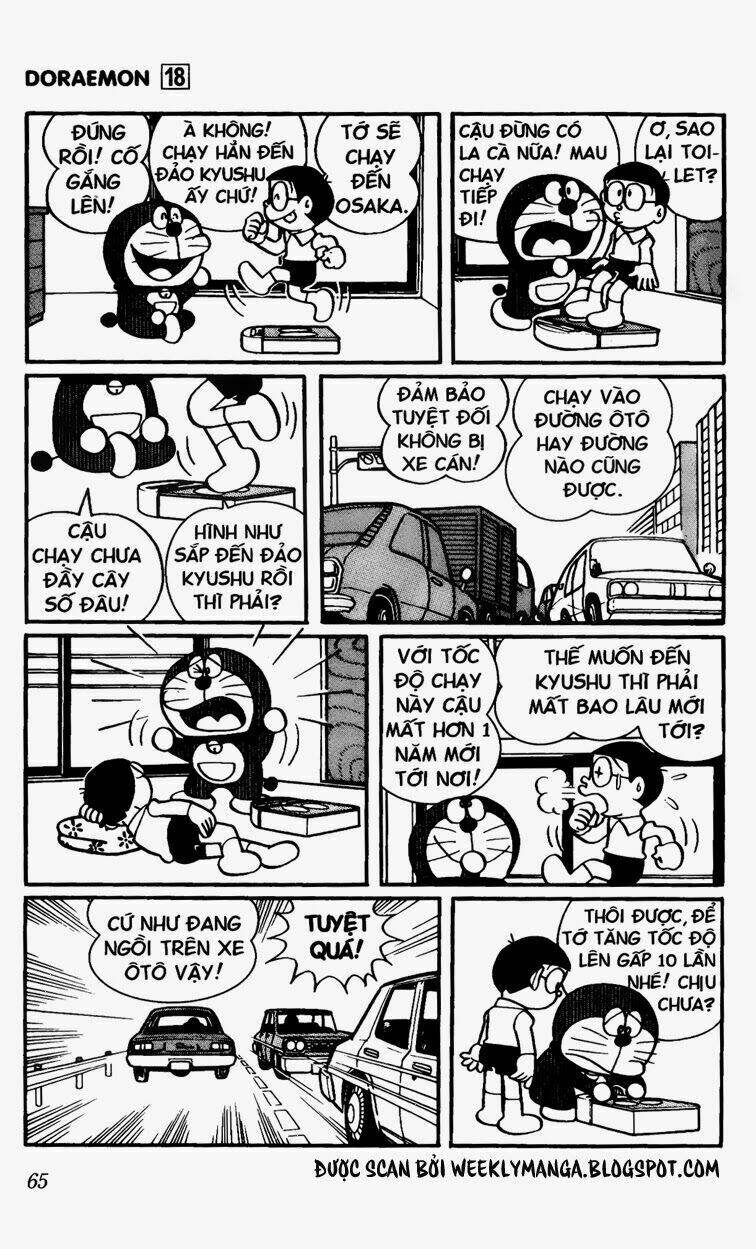 DORAEMON 18
Ơ, SAO
LẠI TOI-
LET?
CẬU ĐỪNG CÓ
LA CÀ NỮA! MAU
CHẠY
TIẾP
ĐI!
TỚ SẼ
CHẠY
ĐẾN
OSAKA.
À KHÔNG!
CHẠY HẲN ĐẾN
ĐẢO KYUSHU
ẤY CHỨ!
ĐÚNG
RỒI! CỐ
GẮNG
LÊN!
CHẠY VÀO
ĐƯỜNG ÔTÔ
HAY ĐƯỜNG
NÀO CŨNG
ĐƯỢC.
ĐẢM BẢO
TUYỆT ĐỐI
KHÔNG BỊ
XE CÁN!
HÌNH NHƯ
SẮP ĐẾN ĐẢO
KYUSHU RỒI
THÌ PHẢI?
CẬU
CHẠY CHƯA
ĐẦY CÂY
SỐ ĐÂU!
THẾ MUỐN ĐẾN
KYUSHU THÌ PHẢI
MẤT BAO LÂU MỚI
TỚI?
VỚI TỐC
ĐỘ CHẠY
NÀY CẬU
MẤT HƠN 1
NĂM MỚI
TỚI NƠI!
THÔI ĐƯỢC, ĐỂ
TỚ TĂNG TỐC ĐỘ
LÊN GẤP 10 LẦN
NHÉ! CHỊU
CHƯA?
TUYỆT
QUÁ!
CỨ NHƯ ĐANG
NGỒI TRÊN XE
ÔTÔ VẬY!
65
ĐƯỢC SCAN BỞI WEEKLYMANGA.BLOGSPOT.COM